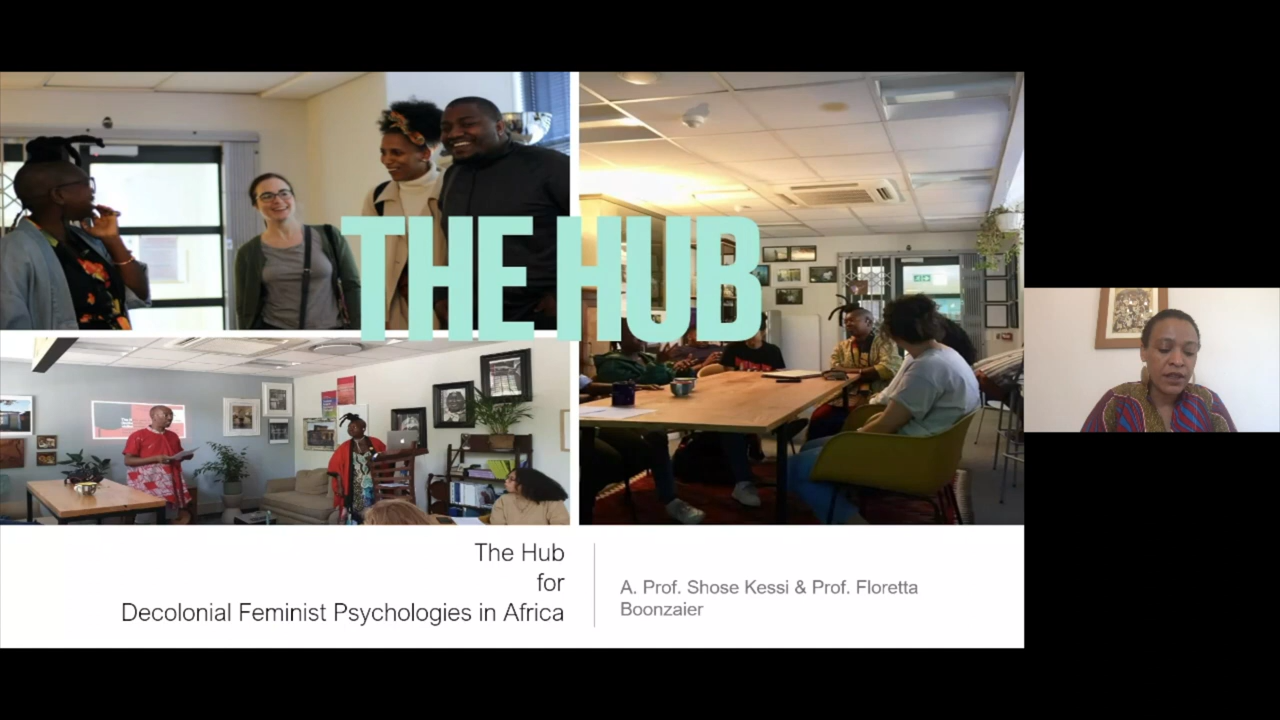 THE HUB
The Hub
for
Decolonial Feminist Psychologies in Africa
A. Prof. Shose Kessi & Prof. Floretta
Boonzaier